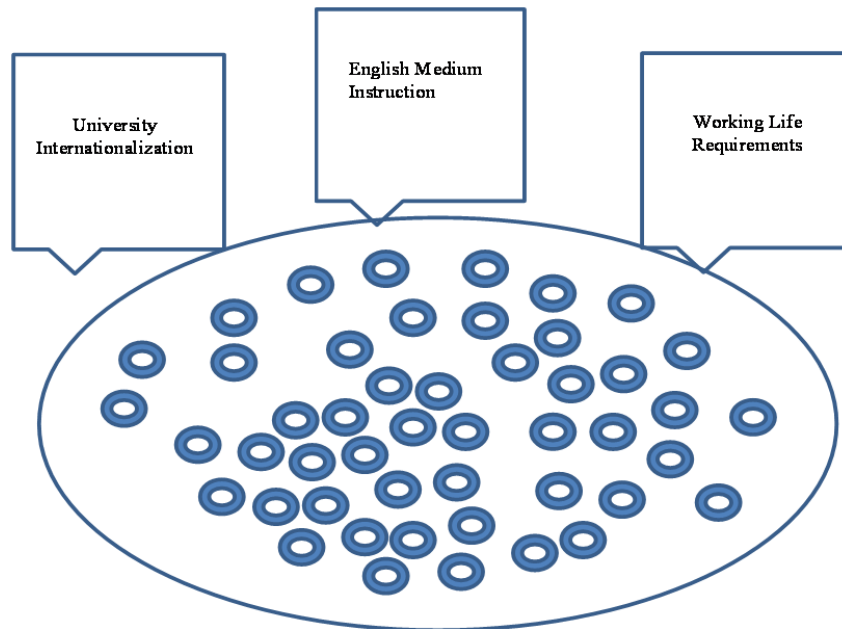 University
Internationalization
English Medium
Instruction
Working Life
Requirements